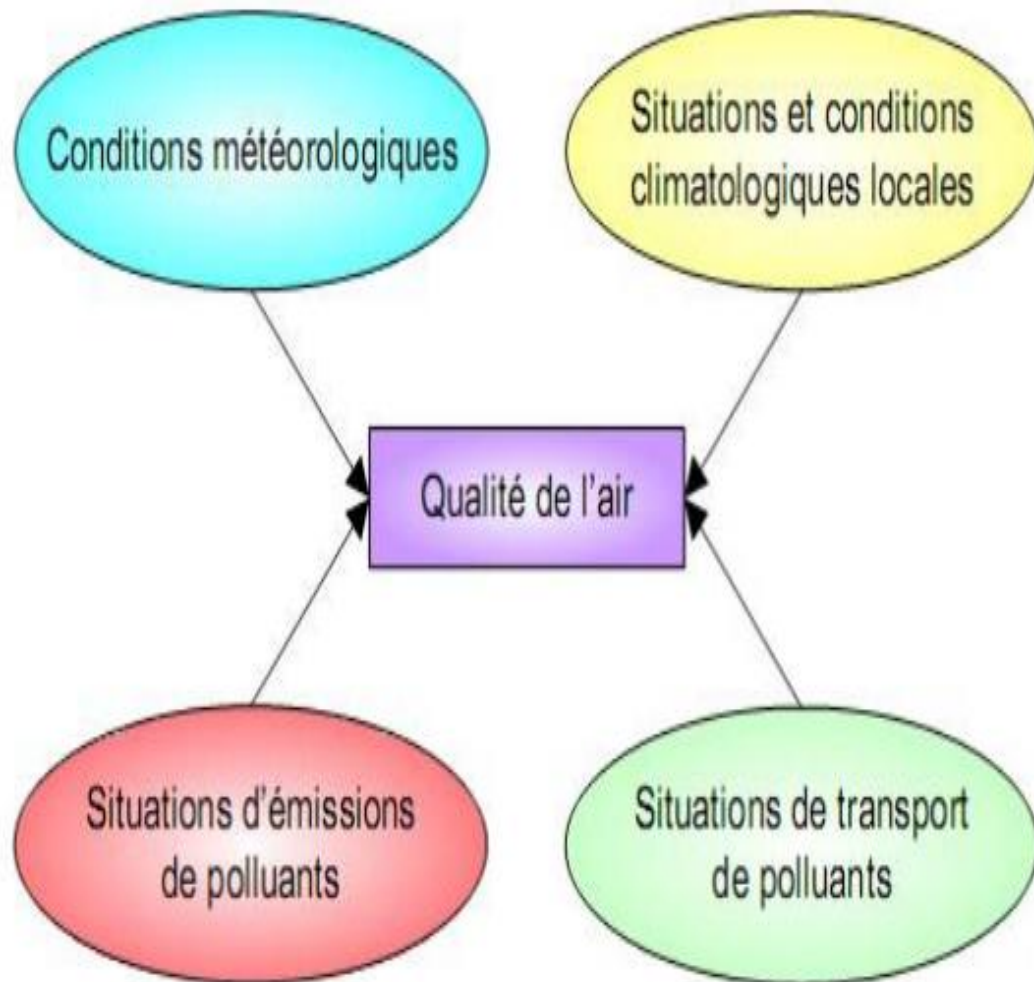 Conditions météorologiques
Situations et conditions
climatologiques locales
Qualité de l'air
Situations d'émissions
de polluants
Situations de transport
de polluants